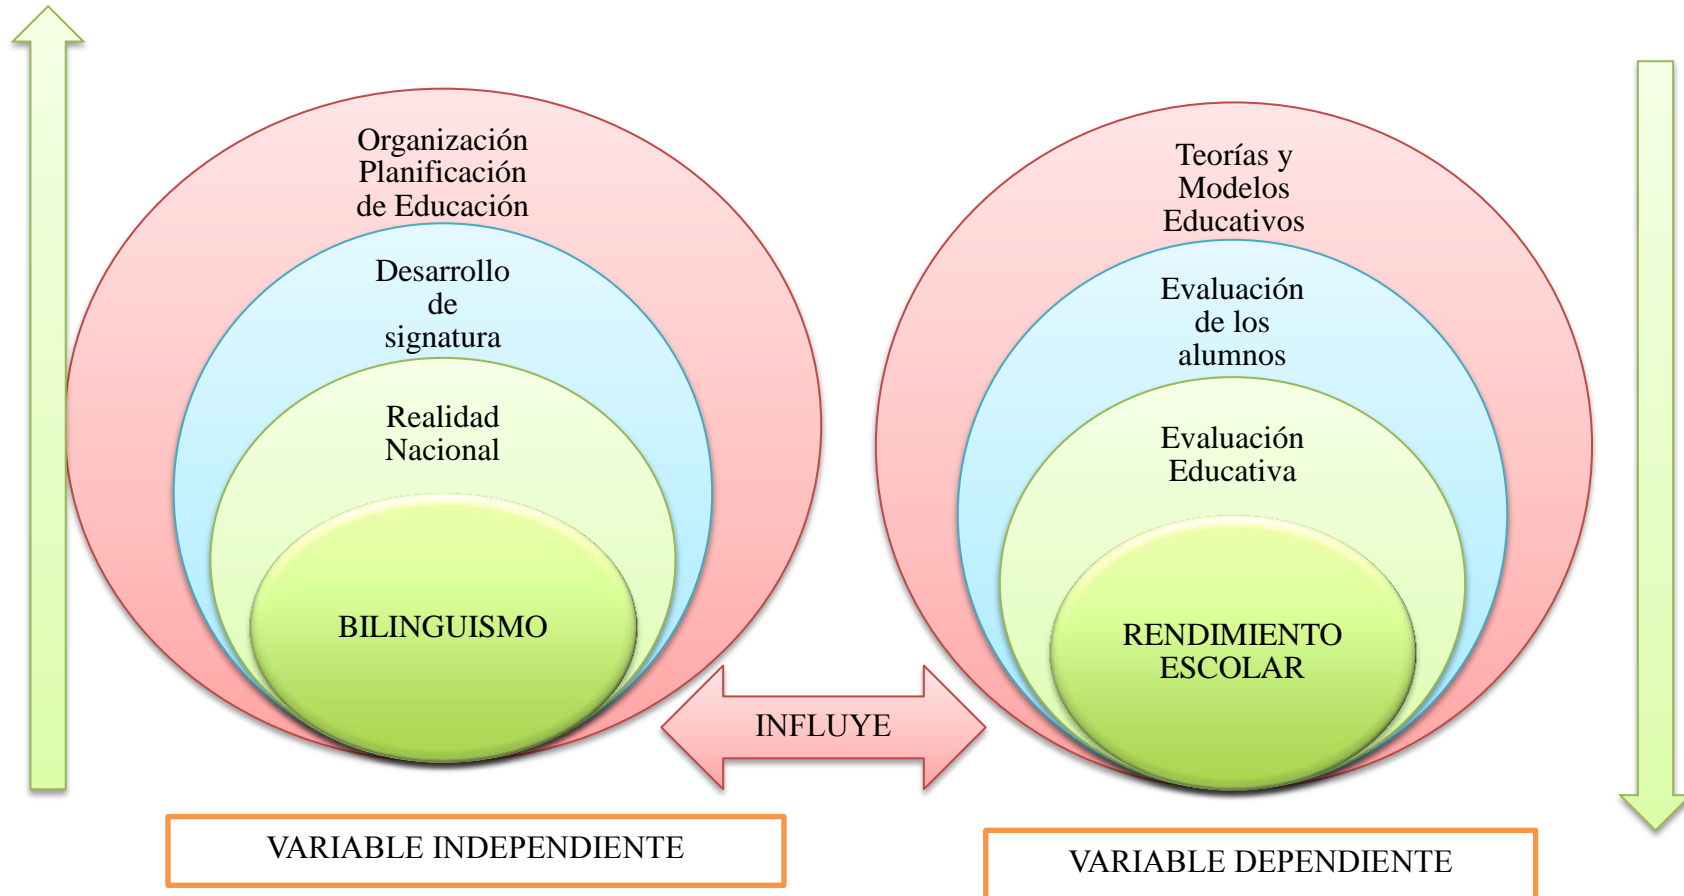 Organización
Planificación
de Educación
Desarrollo
de
signatura
Realidad
Nacional
BILINGUISMO
Teorías y
Modelos
Educativos
Evaluación
de los
alumnos
Evaluación
Educativa
RENDIMIENTO
ESCOLAR
INFLUYE
VARIABLE INDEPENDIENTE
VARIABLE DEPENDIENTE